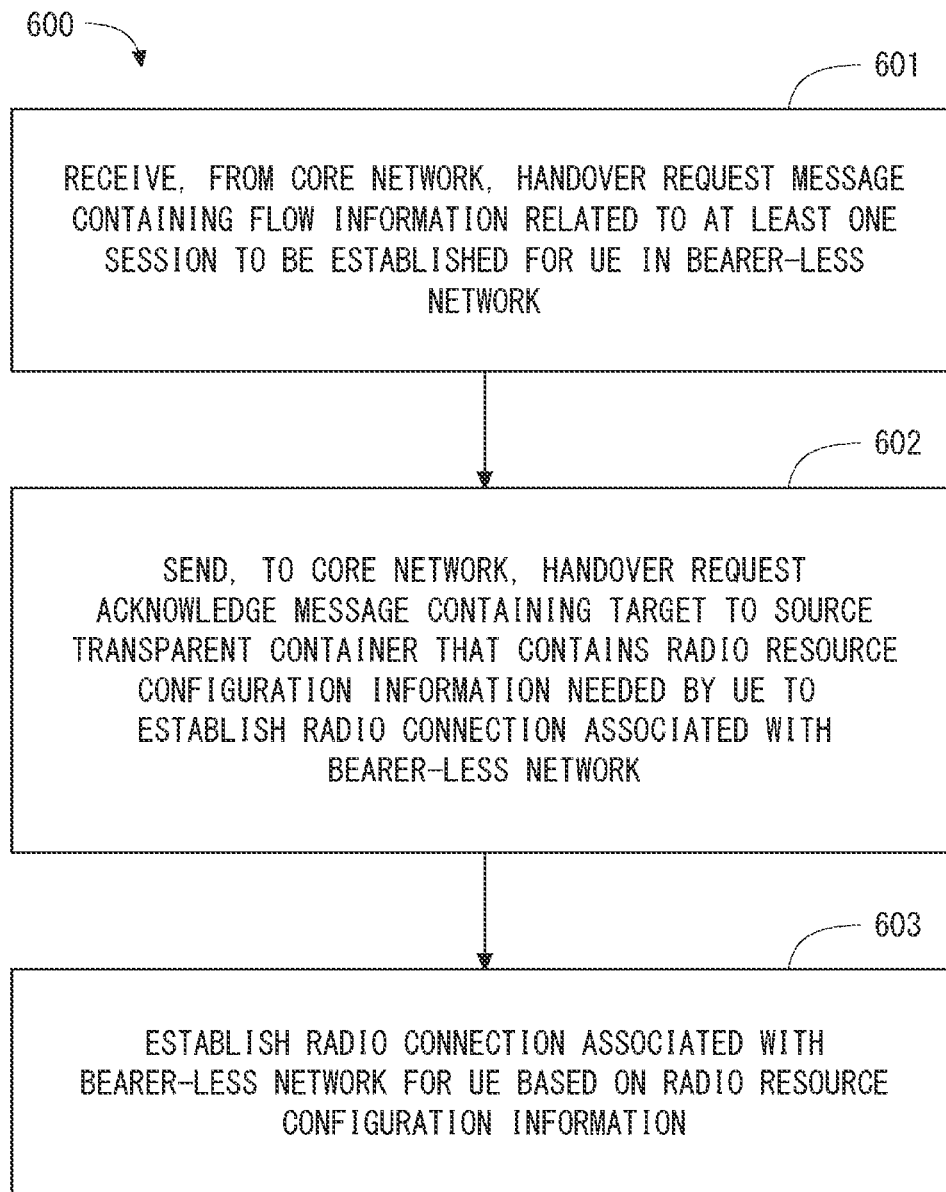 600
601
RECEIVE, FROM CORE NETWORK, HANDOVER REQUEST MESSAGE
CONTAINING FLOW INFORMATION RELATED TO AT LEAST ONE
SESSION TO BE ESTABLISHED FOR UE IN BEARER-LESS
NETWORK
602
SEND, TO CORE NETWORK, HANDOVER REQUEST
ACKNOWLEDGE MESSAGE CONTAINING TARGET TO SOURCE
TRANSPARENT CONTAINER THAT CONTAINS RADIO RESOURCE
CONFIGURATION INFORMATION NEEDED BY UE TO
ESTABLISH RADIO CONNECTION ASSOCIATED WITH
BEARER-LESS NETWORK
603
ESTABLISH RADIO CONNECTION ASSOCIATED WITH
BEARER-LESS NETWORK FOR UE BASED ON RADIO RESOURCE
CONFIGURATION INFORMATION